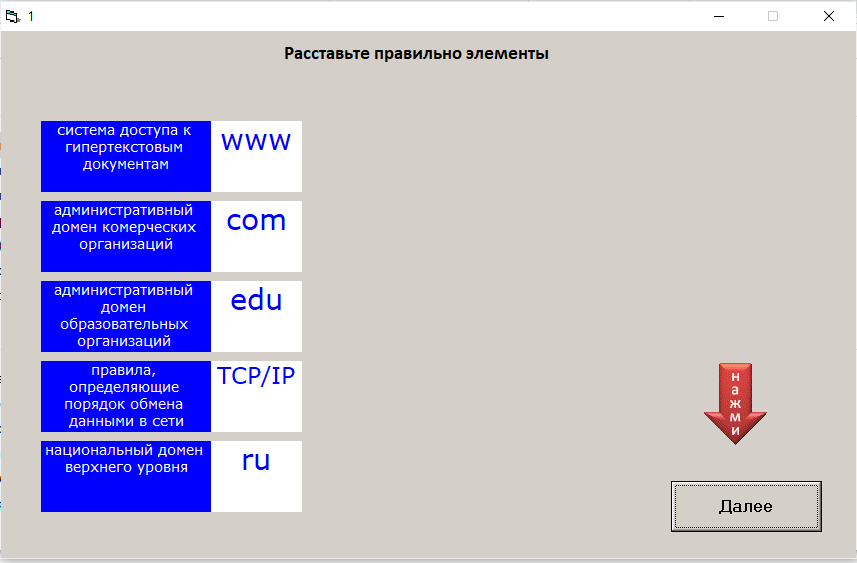 1
Расставьте правильно элементы
система доступа к
гипертекстовым
документам
www
административный
домен комерческих
организаций
com
административный
домен
образовательных
организаций
edu
правила,
определяющие
порядок обмена
данными в сети
TCP/IP
национальный домен
верхнего уровня
ru
нажми
Далее